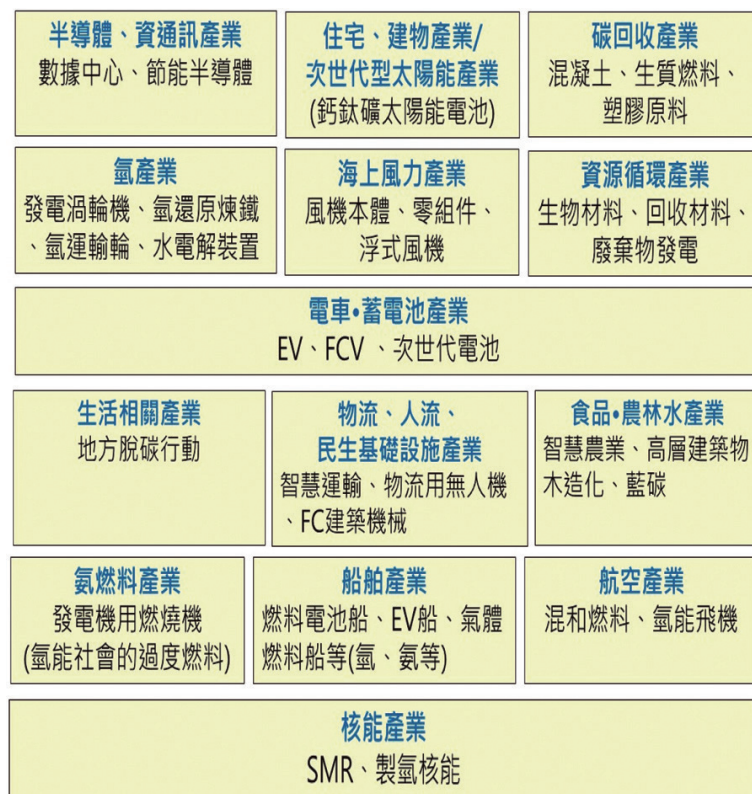 半導體、資通訊產業
數據中心、節能半導體
住宅、建物產業/
次世代型太陽能產業
(鈣鈦礦太陽能電池)
碳回收產業
混凝土、生質燃料、
塑膠原料
氫產業
發電渦輪機、氫還原煉鐵
、氫運輸輪、水電解裝置
海上風力產業
風機本體、零組件、
浮式風機
資源循環產業
生物材料、回收材料、
廢棄物發電
電車•蓄電池產業
EV、FCV 、次世代電池
生活相關產業
地方脫碳行動
物流、人流、
民生基礎設施產業
智慧運輸、物流用無人機
、FC建築機械
食品•農林水產業
智慧農業、高層建築物
木造化、藍碳
氨燃料產業
發電機用燃燒機
(氫能社會的過度燃料)
船舶產業
燃料電池船、EV船、氣體
燃料船等(氫、氨等)
航空產業
混和燃料、氫能飛機
核能產業
SMR、製氫核能